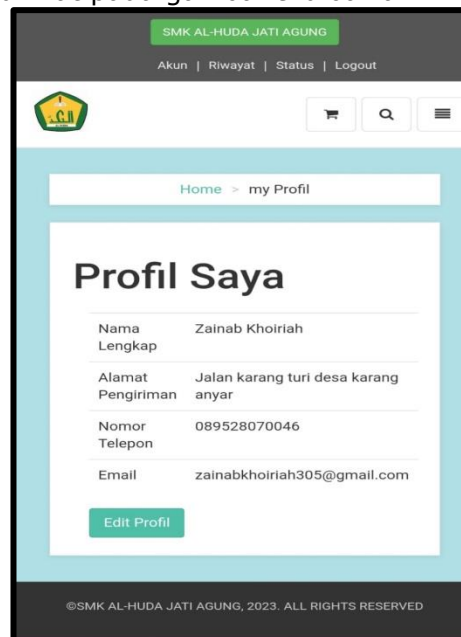 SMK AL-HUDA JATI AGUNG
Akun | Riwayat | Status | Logout
Home > my Profil
Profil Saya
Nama Lengkap Zainab Khoiriah
Alamat Pengiriman Jalan karang turi desa karang anyar
Nomor Telepon 089528070046
Email zainabkhoiriah305@gmail.com
Edit Profil
©SMK AL-HUDA JATI AGUNG, 2023. ALL RIGHTS RESERVED